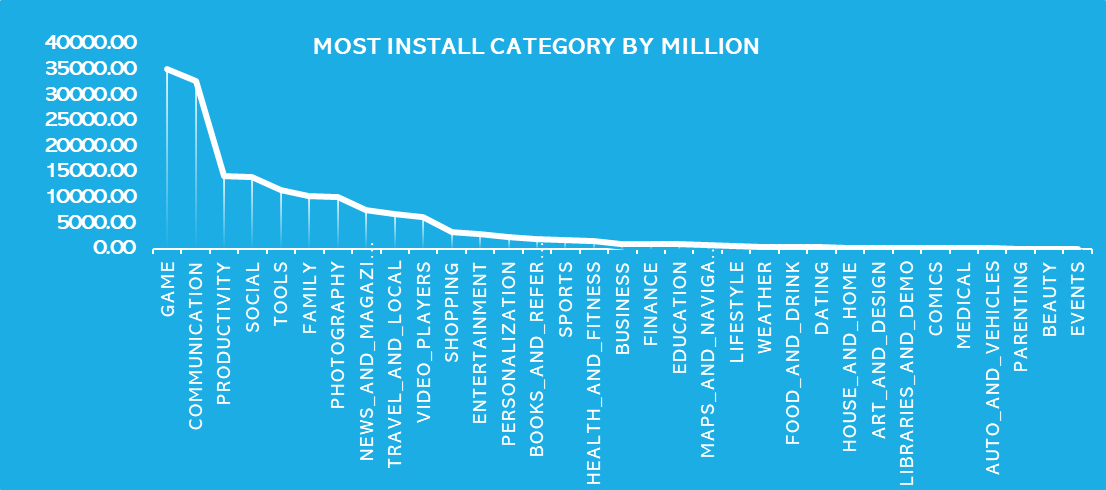 MOST INSTALL CATEGORY BY MILLION
40000.00
35000.00
30000.00
25000.00
20000.00
15000.00
10000.00
5000.00
0.00
GAME
COMMUNICATION
PRODUCTIVITY
SOCIAL
TOOLS
FAMILY
PHOTOGRAPHY
NEWS_AND_MAGAZI...
TRAVEL_AND_LOCAL
VIDEO_PLAYERS
SHOPPING
ENTERTAINMENT
PERSONALIZATION
BOOKS_AND_REFER...
SPORTS
HEALTH_AND_FITNESS
BUSINESS
FINANCE
EDUCATION
MAPS_AND_NAVIGA...
LIFESTYLE
WEATHER
FOOD_AND_DRINK
DATING
HOUSE_AND_HOME
ART_AND_DESIGN
LIBRARIES_AND_DEMO
COMICS
MEDICAL
AUTO_AND_VEHICLES
PARENTING
BEAUTY
EVENTS